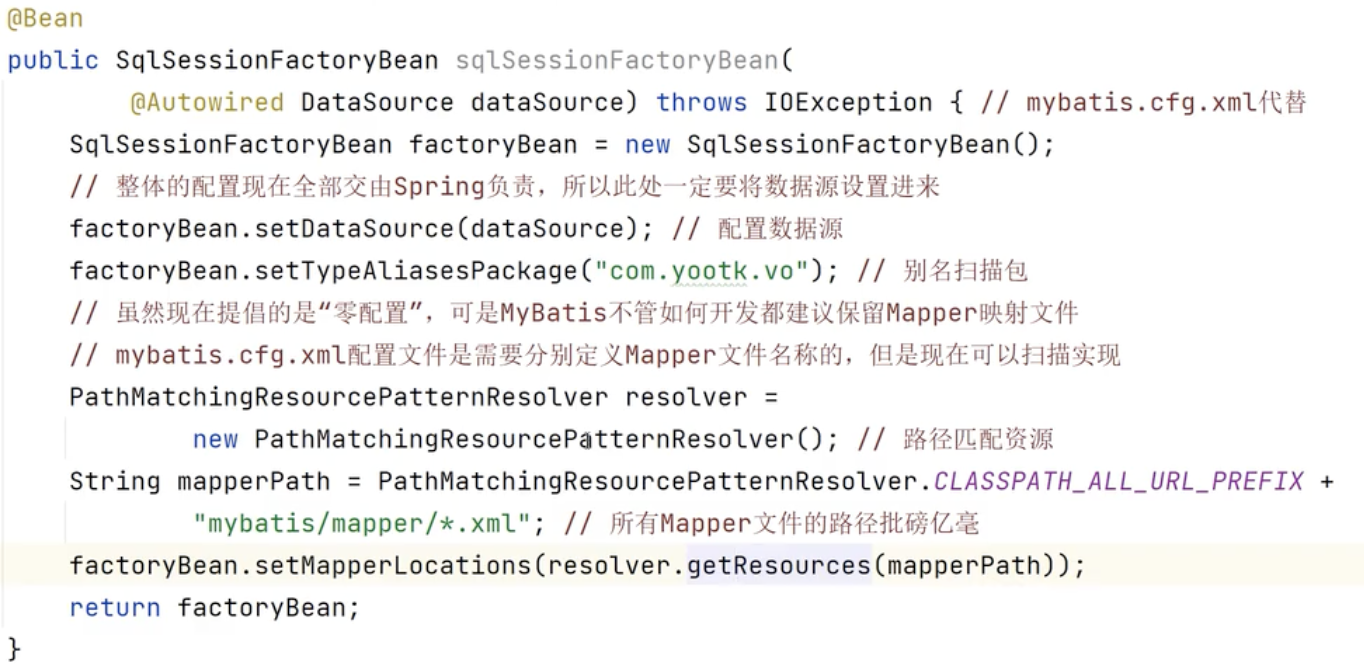 @Bean
public SqlSessionFactoryBean sqlSessionFactoryBean(
@Autowired DataSource dataSource) throws IOException { // mybatis.cfg.xml代替
SqlSessionFactoryBean factoryBean = new SqlSessionFactoryBean();
// 整体的配置现在全部交由Spring负责，所以此处一定要将数据源设置进来
factoryBean.setDataSource(dataSource); // 配置数据源
factoryBean.setTypeAliasesPackage("com.yootk.vo"); // 别名扫描包
// 虽然现在提倡的是“零配置”，可是MyBatis不管如何开发都建议保留Mapper映射文件
// mybatis.cfg.xml配置文件是需要分别定义Mapper文件名称的，但是现在可以扫描实现
PathMatchingResourcePatternResolver resolver =
new PathMatchingResourcePatternResolver(); // 路径匹配资源
String mapperPath = PathMatchingResourcePatternResolver.CLASSPATH_ALL_URL_PREFIX +
"mybatis/mapper/*.xml"; // 所有Mapper文件的路径批磅亿毫
factoryBean.setMapperLocations(resolver.getResources(mapperPath));
return factoryBean;
}